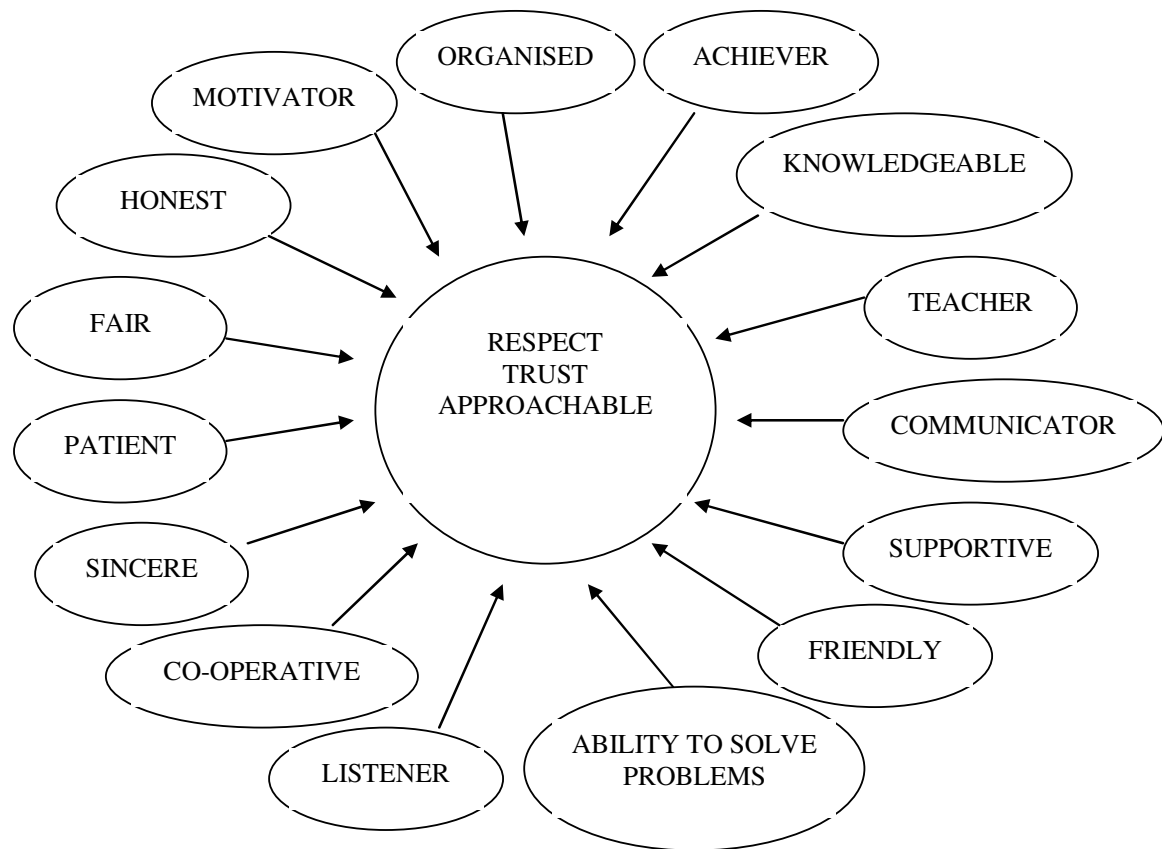 ORGANISED
ACHIEVER
MOTIVATOR
KNOWLEDGEABLE
HONEST
TEACHER
FAIR
RESPECT
TRUST
APPROACHABLE
COMMUNICATOR
PATIENT
SUPPORTIVE
SINCERE
FRIENDLY
CO-OPERATIVE
ABILITY TO SOLVE
PROBLEMS
LISTENER